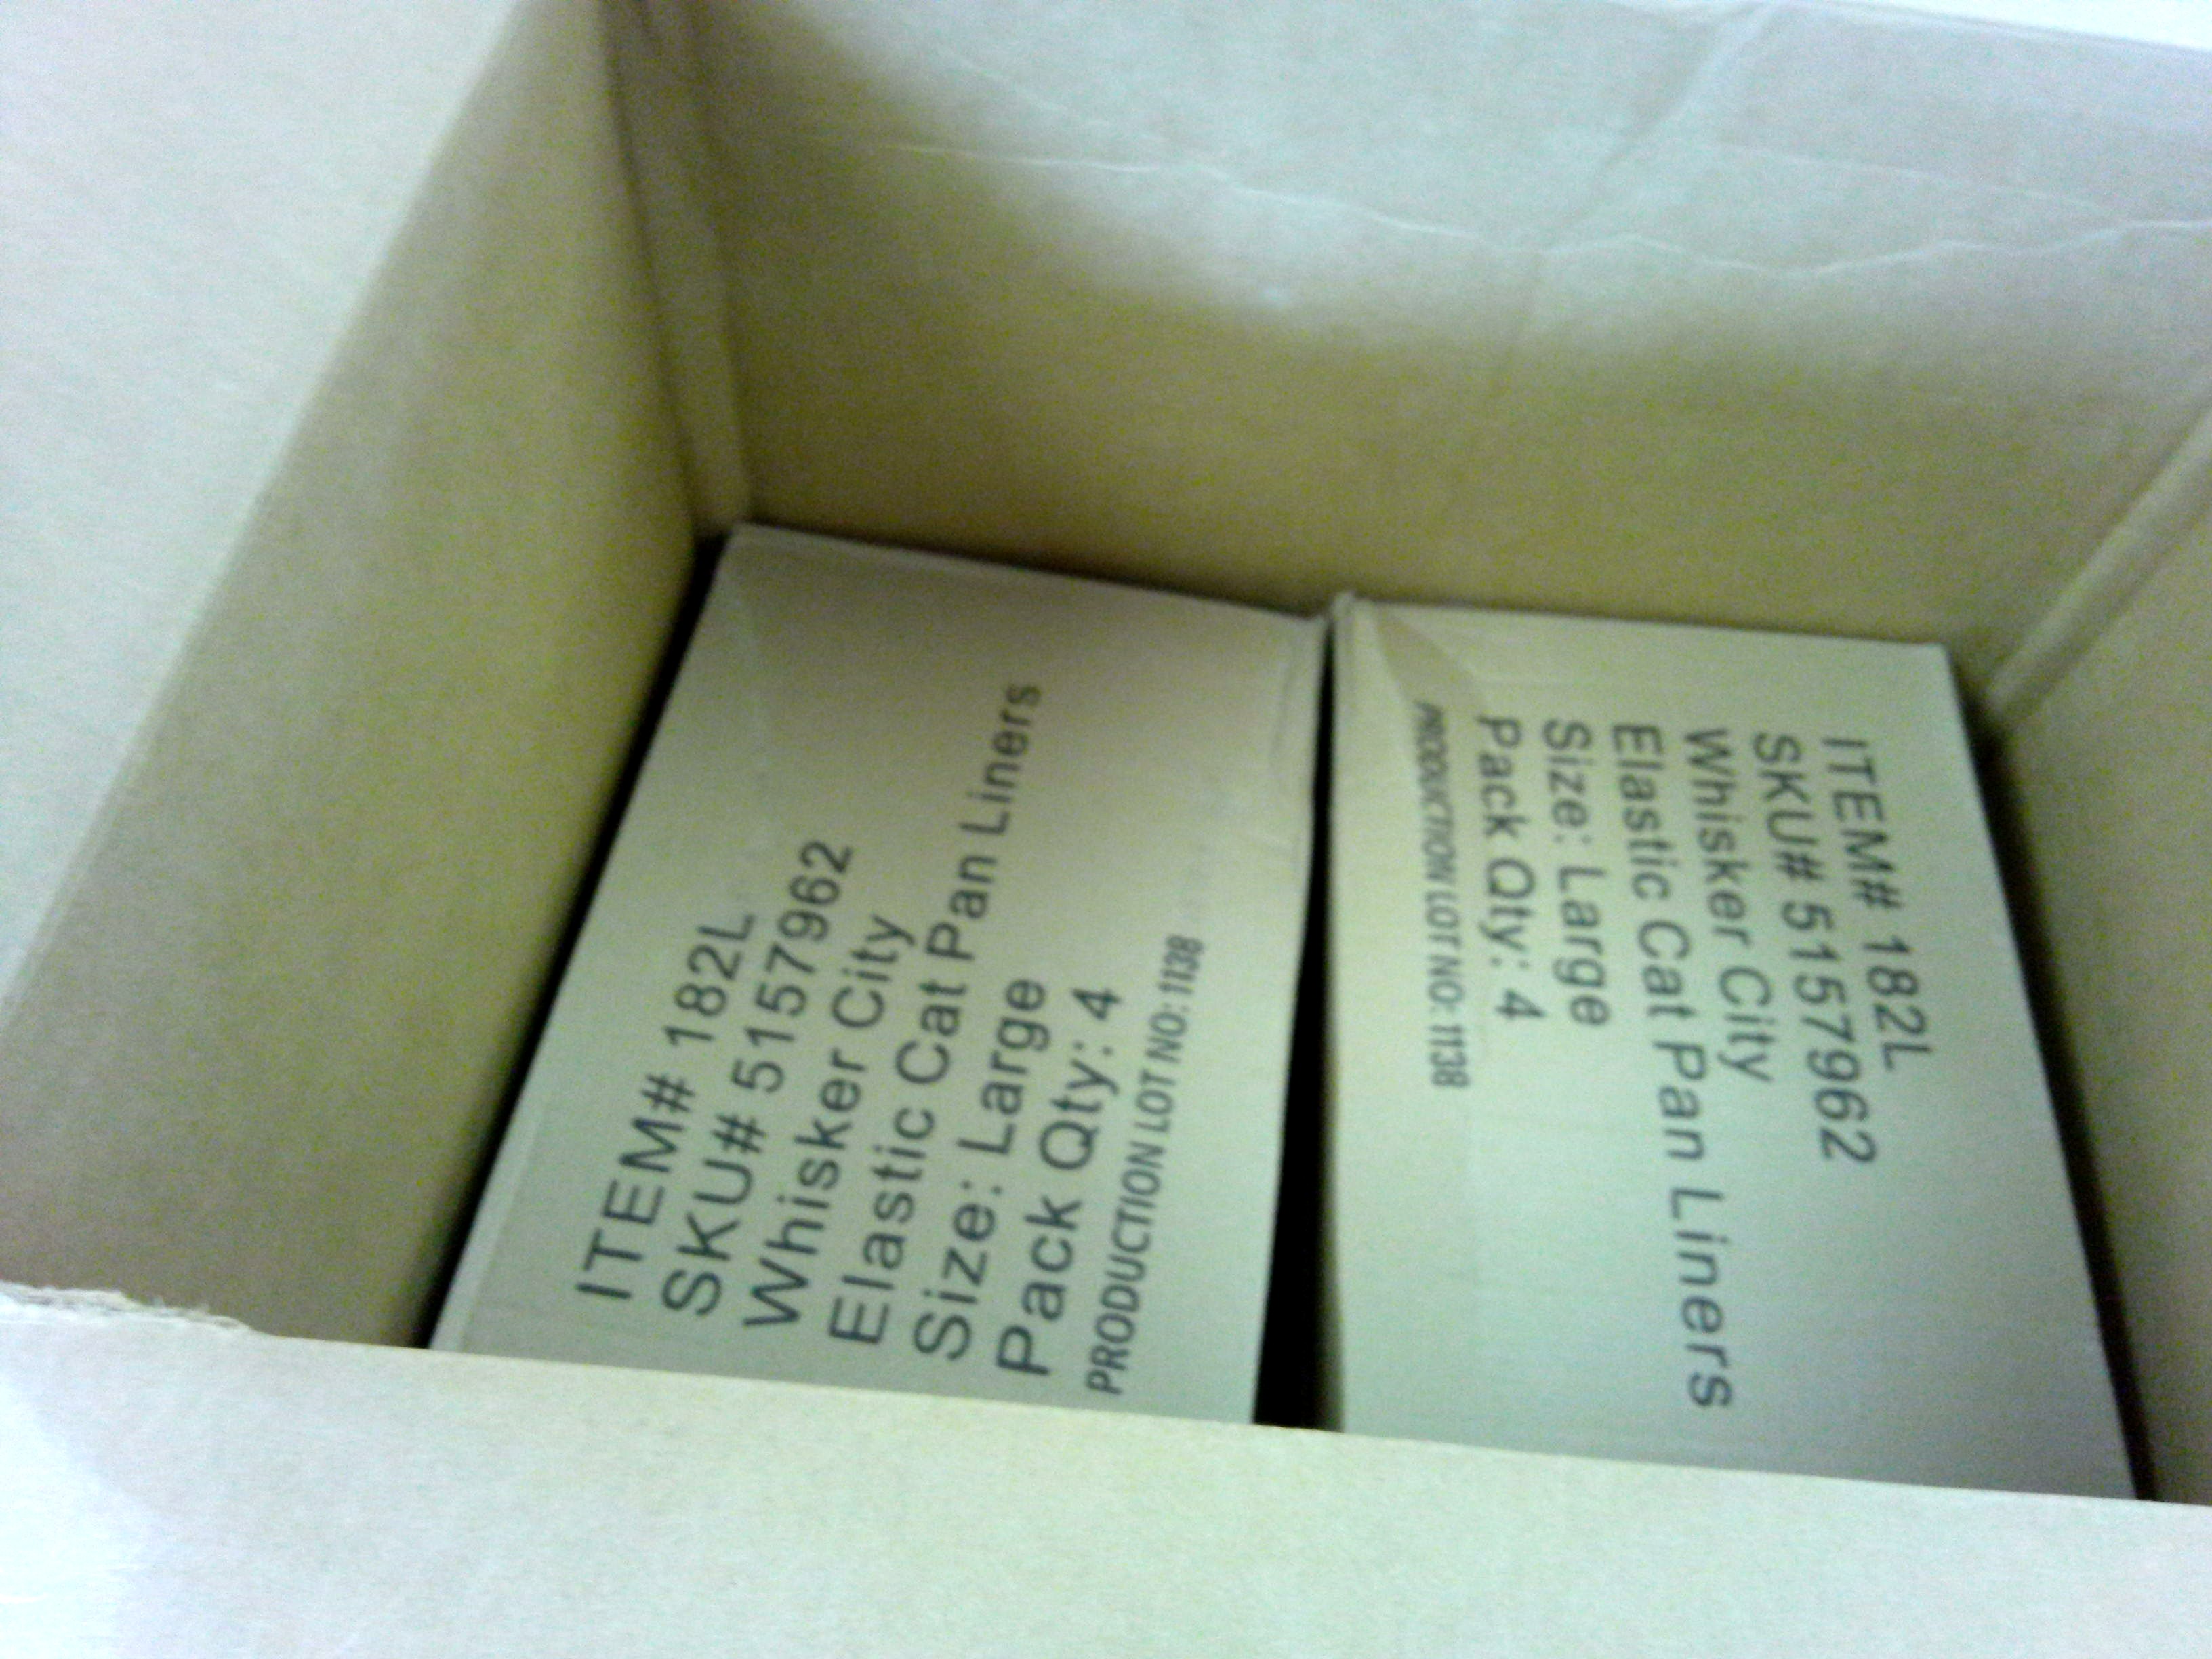 ITEM# 182L
SKU# 5157962
Whisker City
Elastic Cat Pan Liners
Size: Large
Pack Qty: 4
PRODUCTION LOT NO: 1138
ITEM# 182L
SKU# 5157962
Whisker City
Elastic Cat Pan Liners
Size: Large
Pack Qty: 4
PRODUCTION LOT NO: 1138